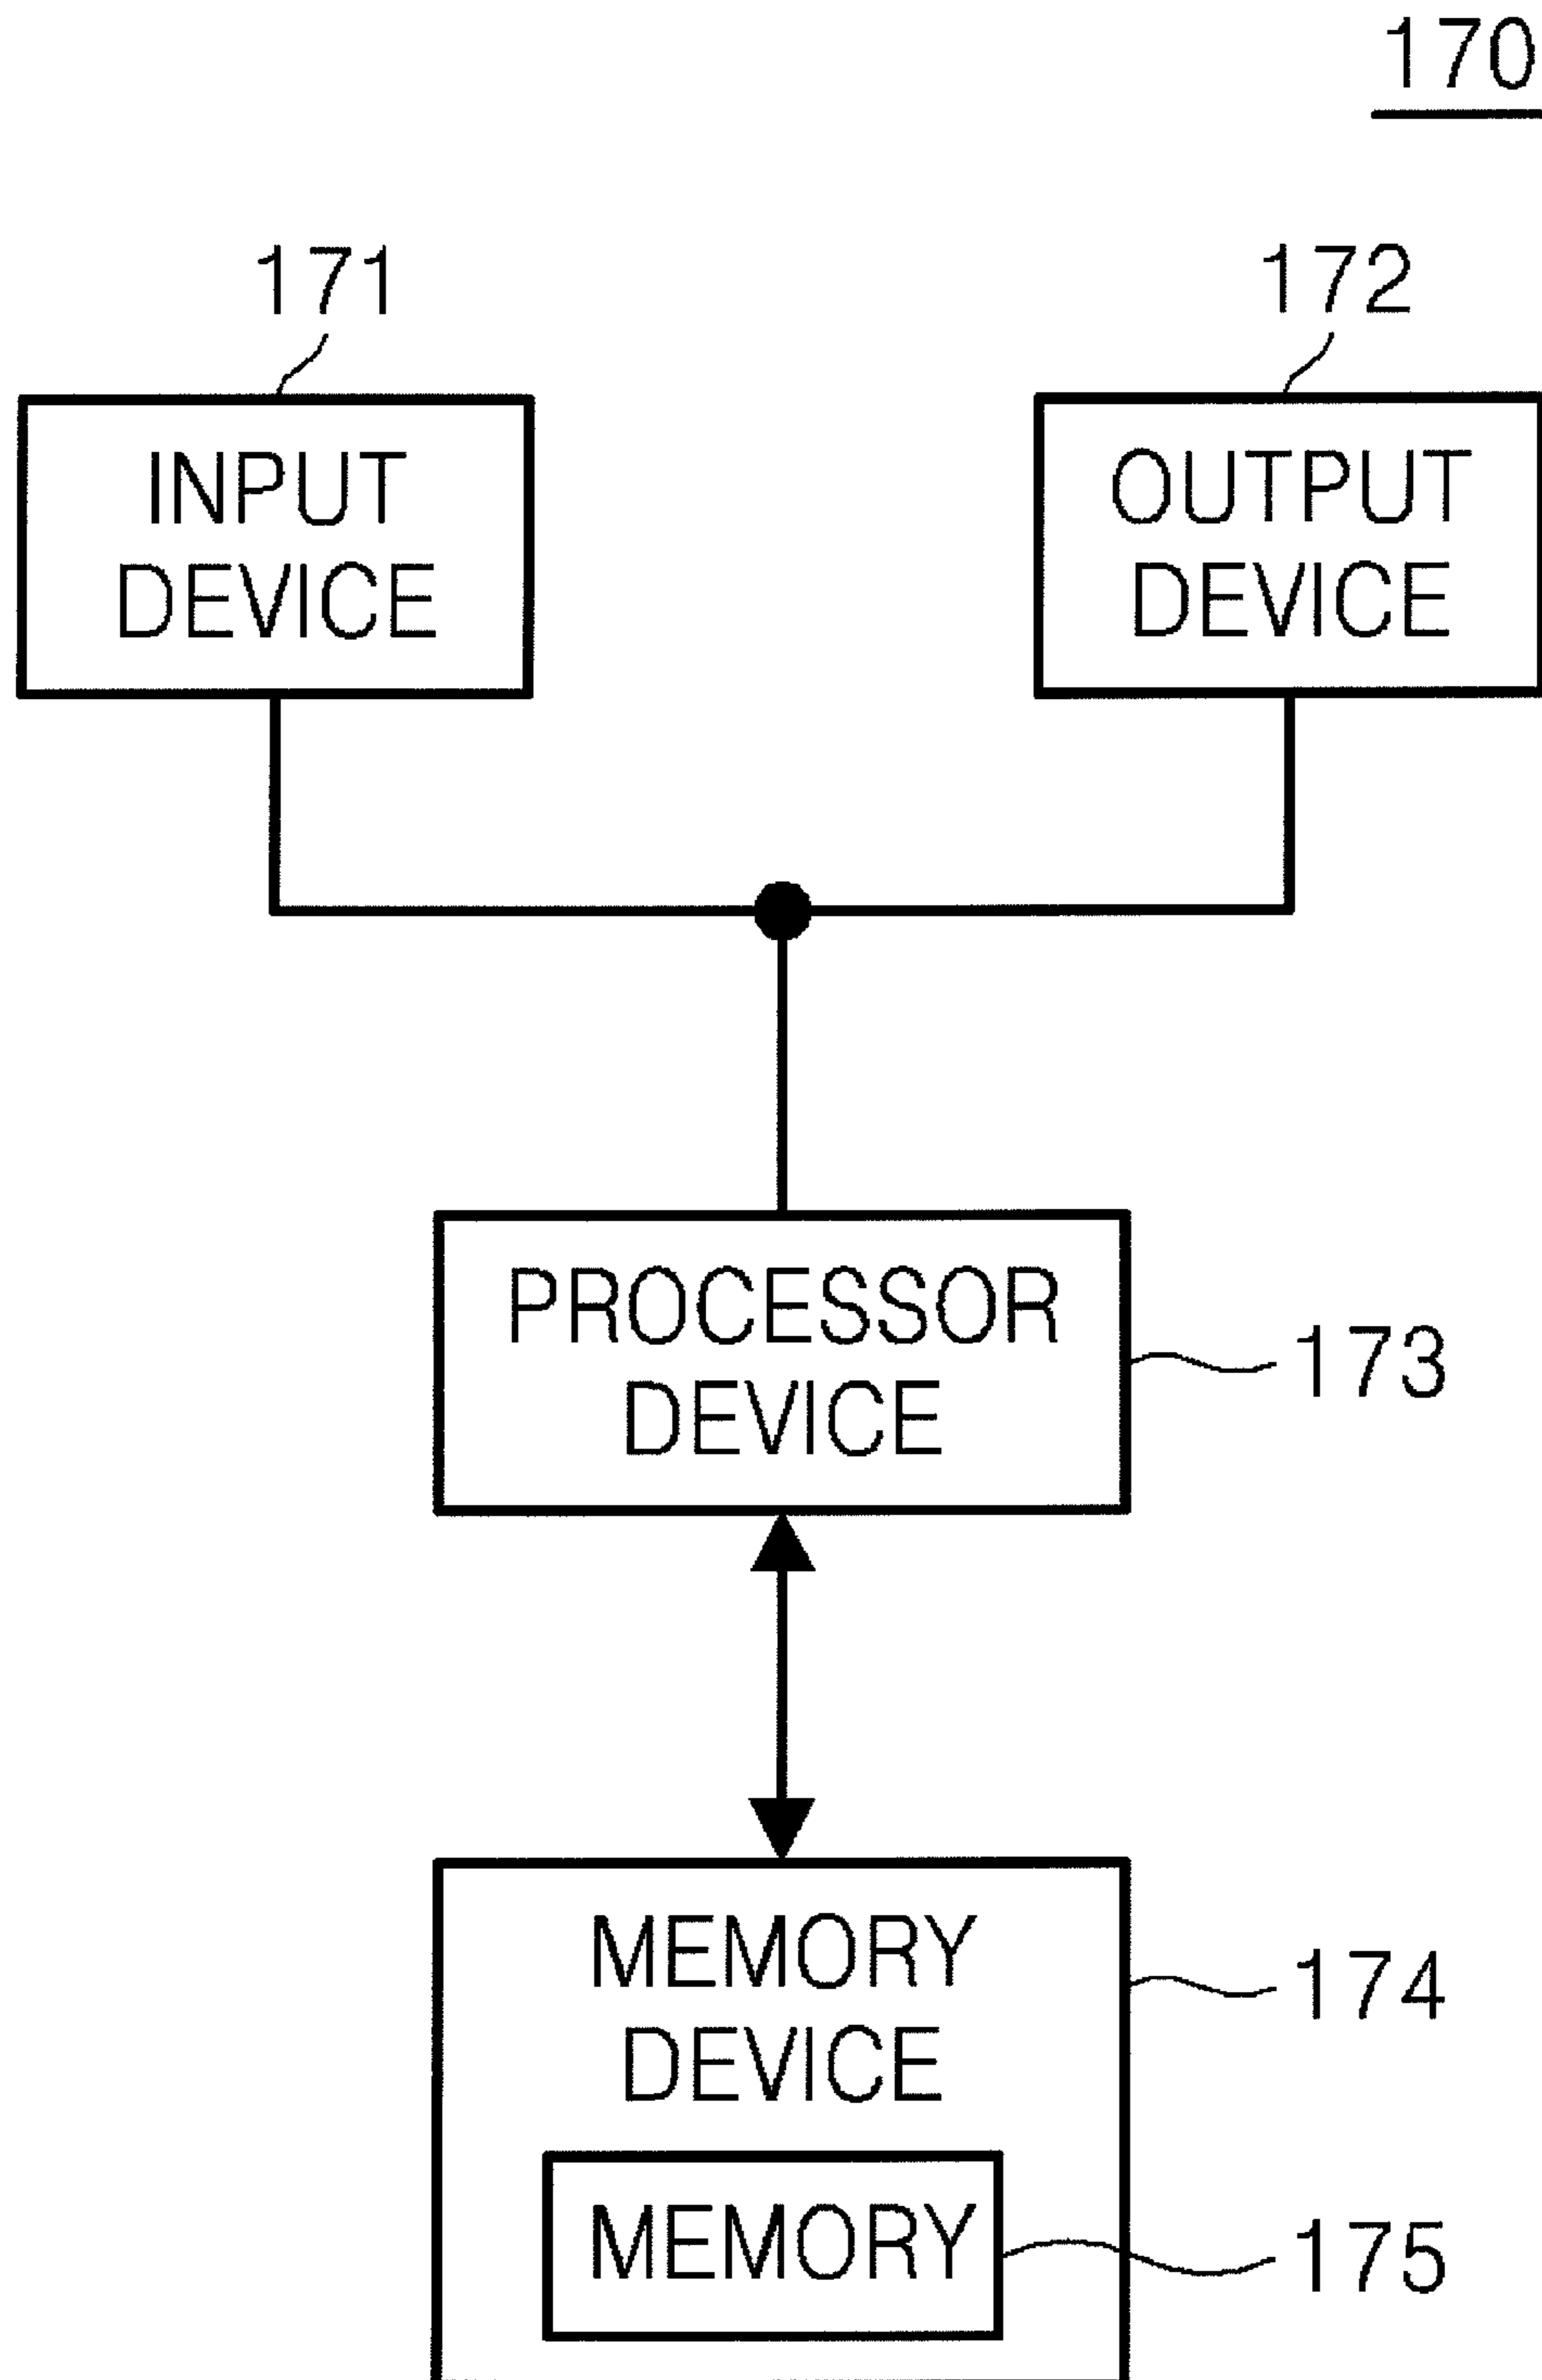 170
171
172
INPUT
DEVICE
OUTPUT
DEVICE
PROCESSOR
DEVICE
173
MEMORY
DEVICE
174
MEMORY
175